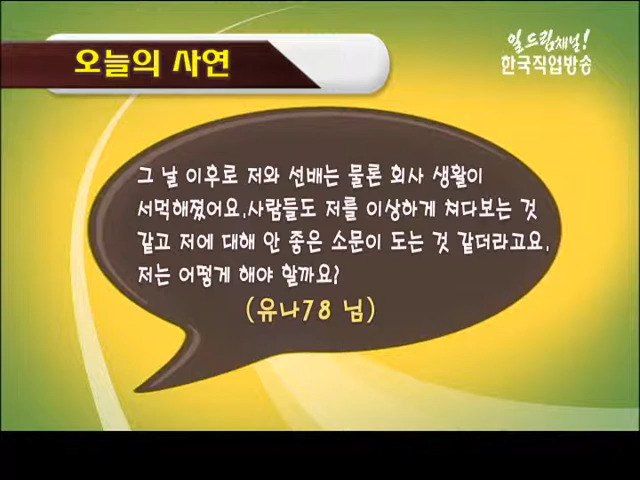 오늘의 사연
일 드림채널!
한국직업방송
그 날 이후로 저와 선배는 물론 회사 생활이
서먹해졌어요.사람들도 저를 이상하게 쳐다보는 것
같고 저에 대해 안 좋은 소문이 도는 것 같더라고요.
저는 어떻게 해야 할까요?
(유나78 님)